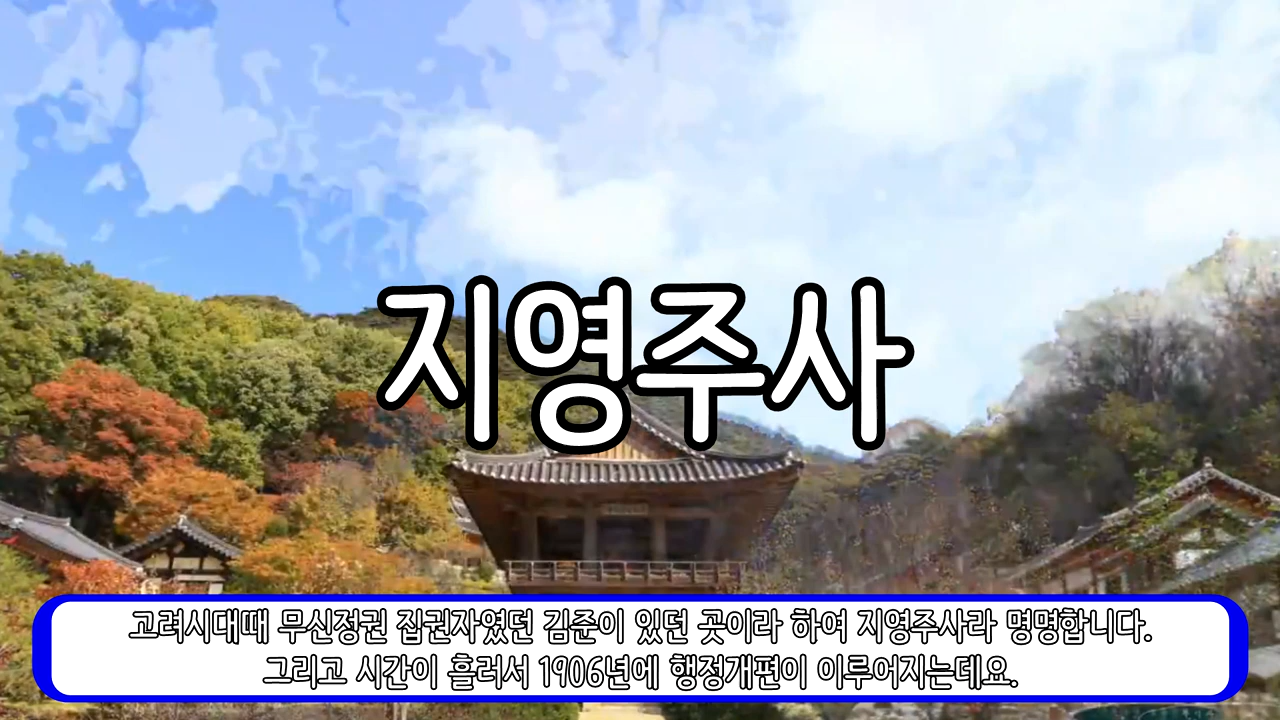 지영주사
고려시대때 무신정권 집권자였던 김준이 있던 곳이라 하여 지영주사라 명명합니다.
그리고 시간이 흘러서 1906년에 행정개편이 이루어지는데요.